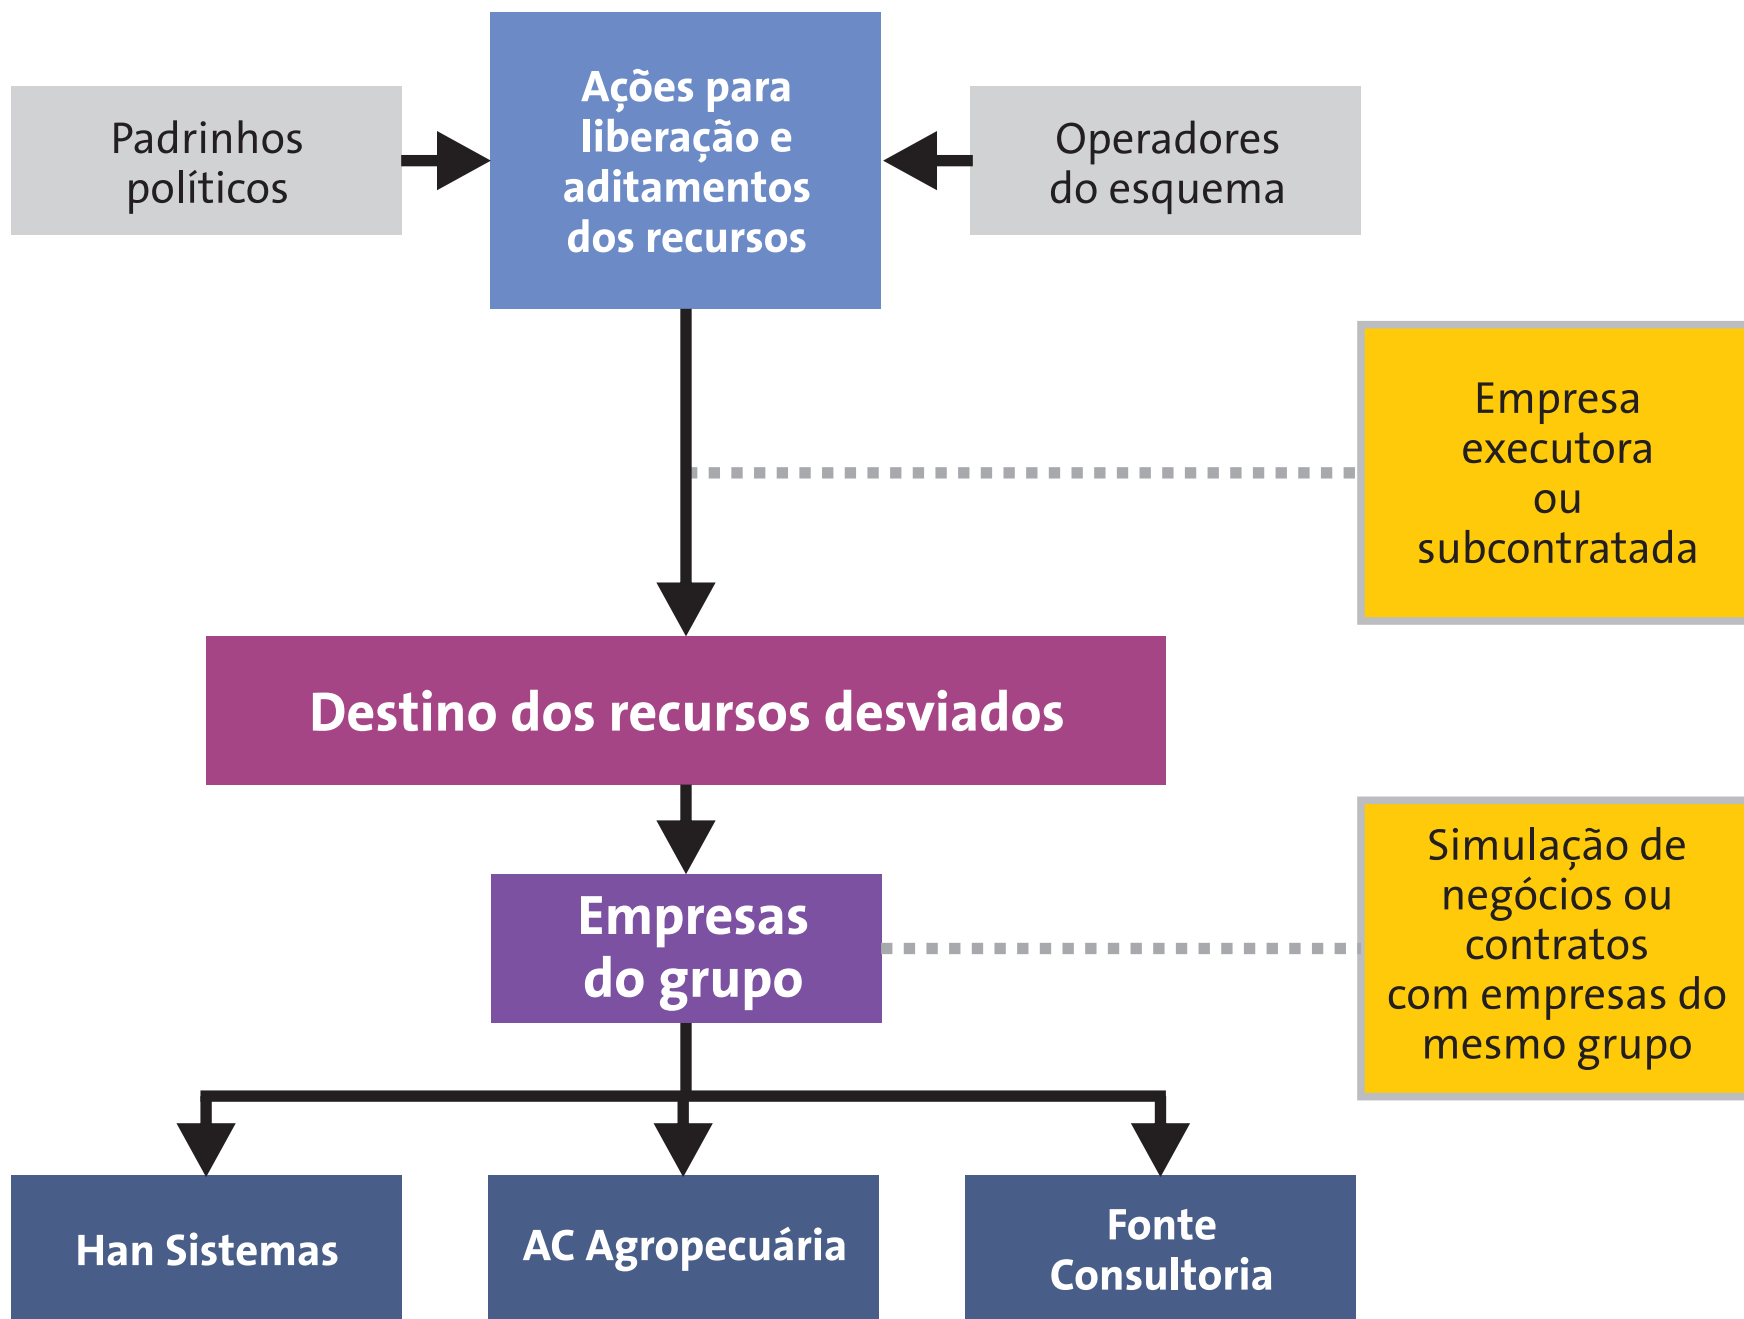 Padrinhos
políticos
Ações para
liberação e
aditamentos
dos recursos
Operadores
do esquema
Empresa
executora
ou
subcontratada
Destino dos recursos desviados
Empresas
do grupo
Simulação de
negócios ou
contratos
com empresas do
mesmo grupo
Han Sistemas
AC Agropecuária
Fonte
Consultoria